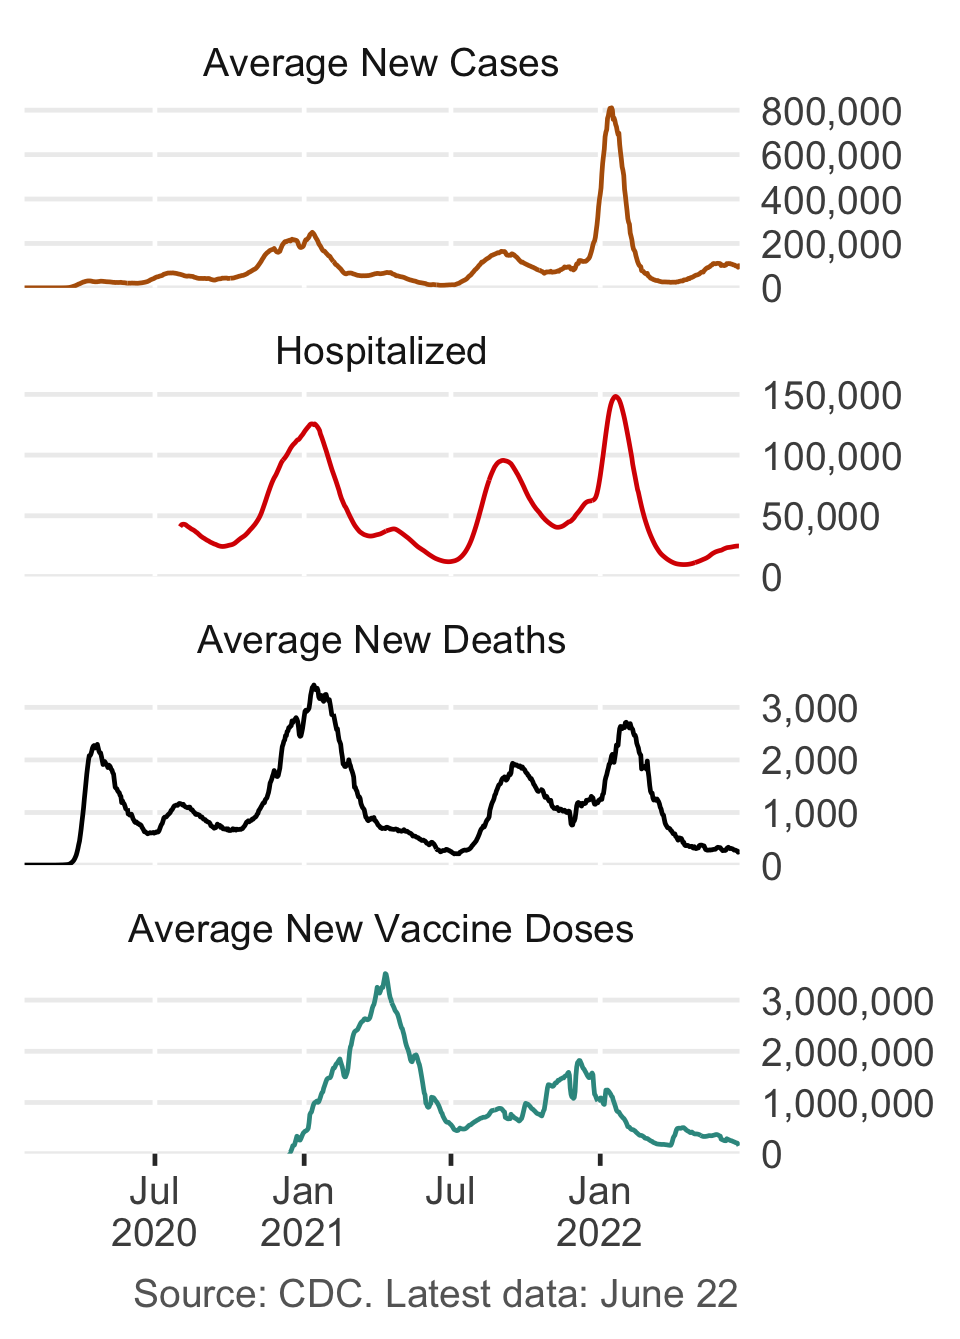 Average New Cases
800,000
600,000
400,000
200,000
0
Hospitalized
150,000
100,000
50,000
0
Average New Deaths
3,000
2,000
1,000
0
Average New Vaccine Doses
3,000,000
2,000,000
1,000,000
0
Jul Jan Jul Jan
2020 2021 2022
Source: CDC. Latest data: June 22